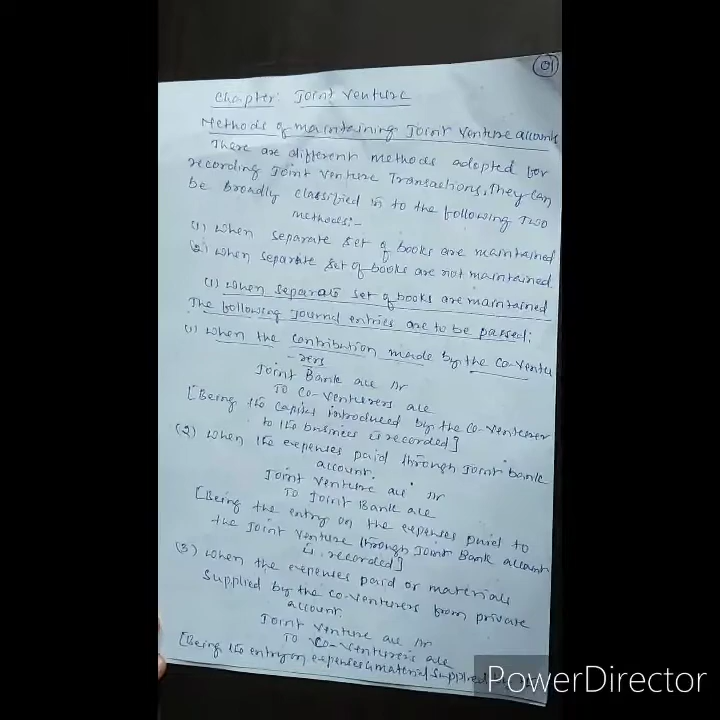 01
Chapter: Joint Venture
Methods of maintaining Joint Venture accounts
There are different methods adopted for
recording Joint Venture Transactions, They can
be broadly classified in to the following Two
methods:-
(1) When separate set of books are maintained
(2) When separate set of books are not maintained.
(1) When separate set of books are maintained
The following Journal entries are to be passed:
(1) When the contribution made by the Co-Ventu
-rers
Joint Bank a/c Dr
To Co-Venturers a/c
[Being the capital introduced by the Co-Venturer
to the business is recorded]
(2) When the expenses paid through Joint bank
account.
Joint Venture a/c Dr
To Joint Bank a/c
[Being the entry on the expenses paid to
the Joint Venture through Joint Bank account
is recorded]
(3) When the expenses paid or materials
supplied by the Co-Venturers from private
account.
Joint Venture a/c Dr
To Co-Venturers a/c
[Being the entry on expenses & material supplied
PowerDirector